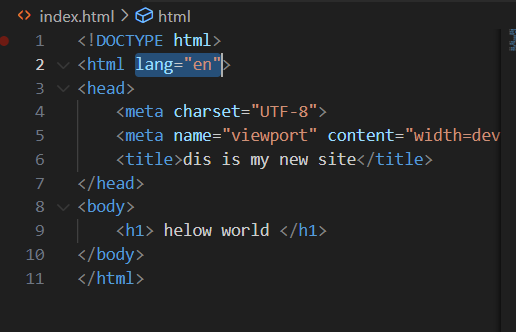 index.html > html
1 <!DOCTYPE html>
2 <html lang="en">
3 <head>
4 <meta charset="UTF-8">
5 <meta name="viewport" content="width=dev
6 <title>dis is my new site</title>
7 </head>
8 <body>
9 <h1> helow world </h1>
10 </body>
11 </html>